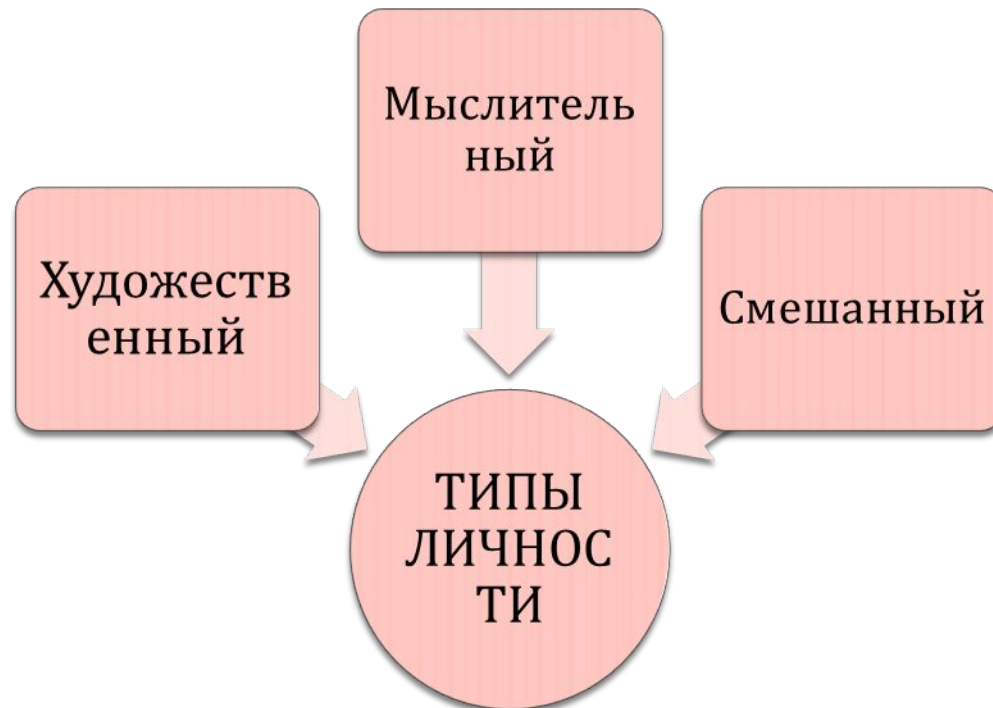 Мыслитель
ный
Художеств
енный
Смешанный
ТИПЫ
ЛИЧНОС
ТИ